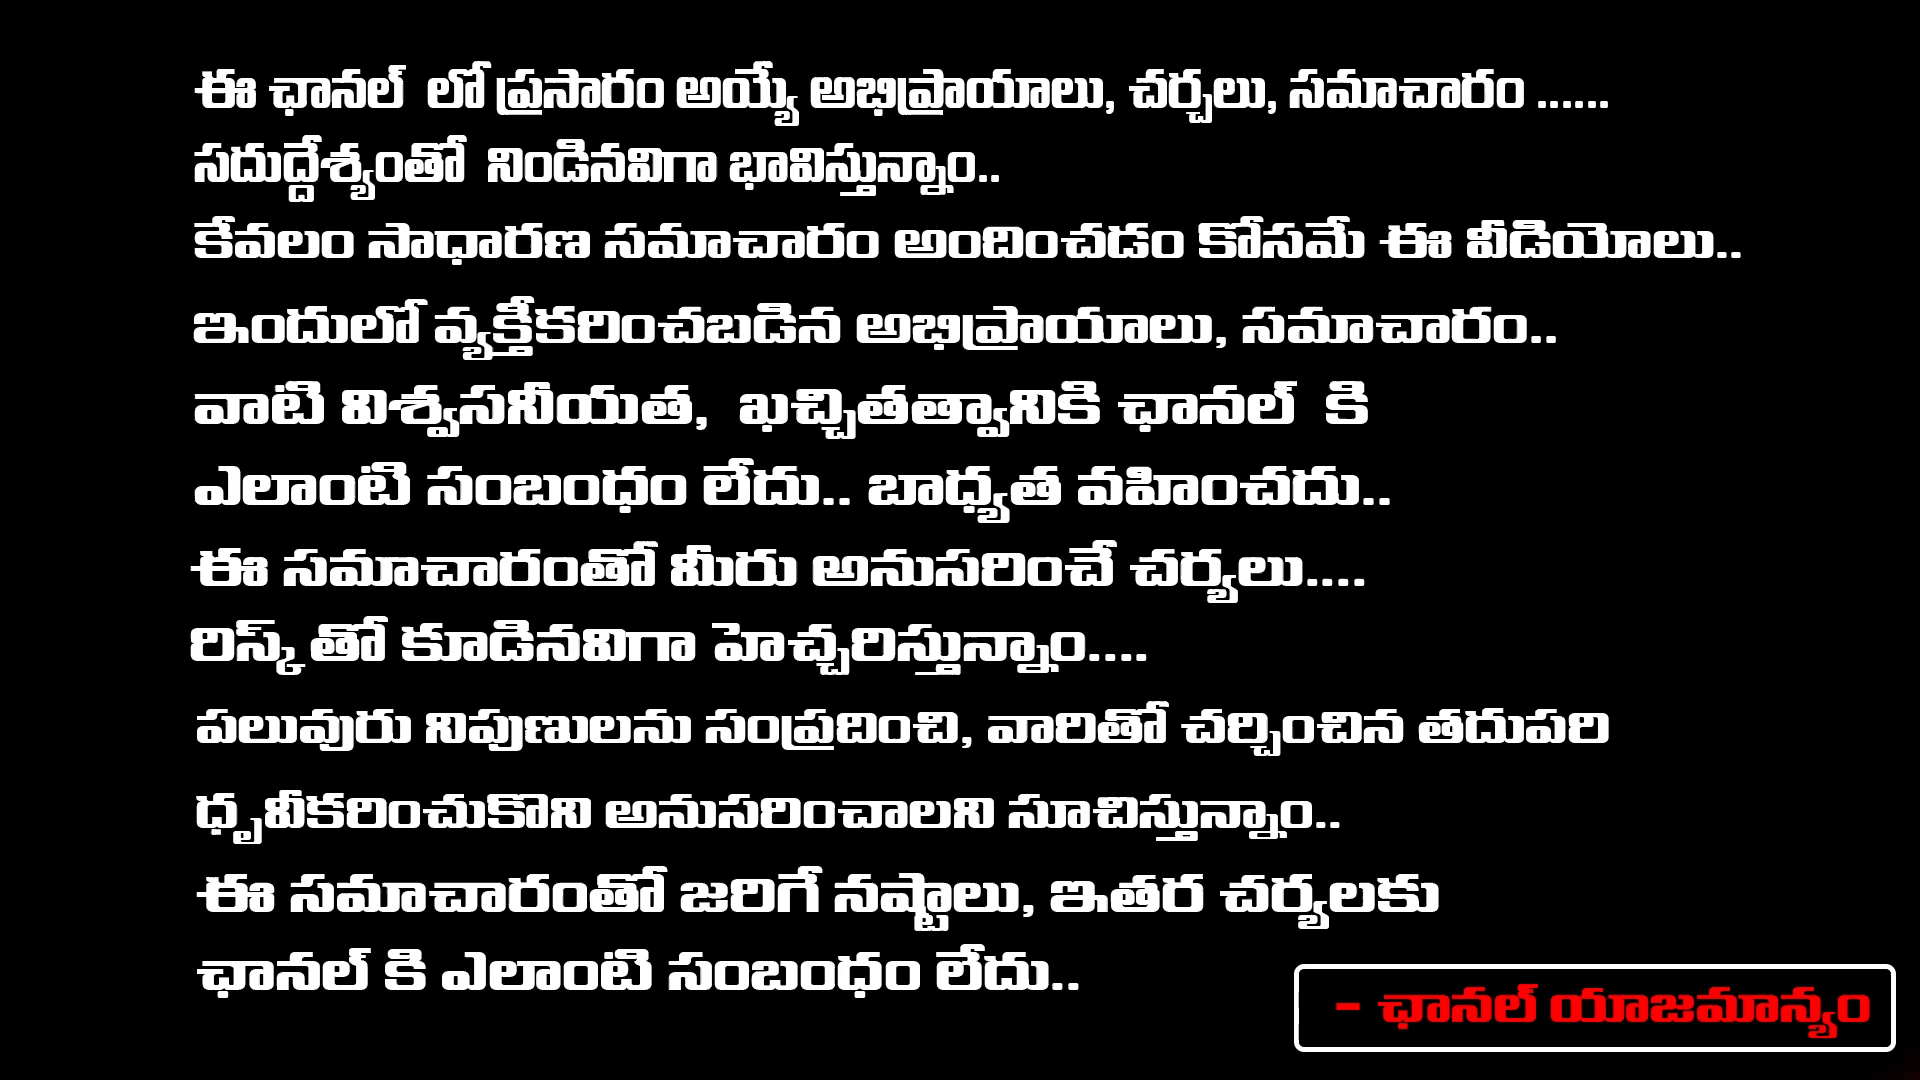 ఈ ఛానల్ లో ప్రసారం అయ్యే అభిప్రాయాలు, చర్చలు, సమాచారం ......
సదుద్దేశ్యంతో నిండినవిగా భావిస్తున్నాం..
కేవలం సాధారణ సమాచారం అందించడం కోసమే ఈ వీడియోలు..
ఇందులో వ్యక్తీకరించబడిన అభిప్రాయాలు, సమాచారం..
వాటి విశ్వసనీయత, ఖచ్చితత్వానికి ఛానల్ కి
ఎలాంటి సంబంధం లేదు.. బాధ్యత వహించదు..
ఈ సమాచారంతో మీరు అనుసరించే చర్యలు....
రిస్క్ తో కూడినవిగా హెచ్చరిస్తున్నాం....
పలువురు నిపుణులను సంప్రదించి, వారితో చర్చించిన తదుపరి
ధృవీకరించుకొని అనుసరించాలని సూచిస్తున్నాం..
ఈ సమాచారంతో జరిగే నష్టాలు, ఇతర చర్యలకు
ఛానల్ కి ఎలాంటి సంబంధం లేదు..
- ఛానల్ యాజమాన్యం